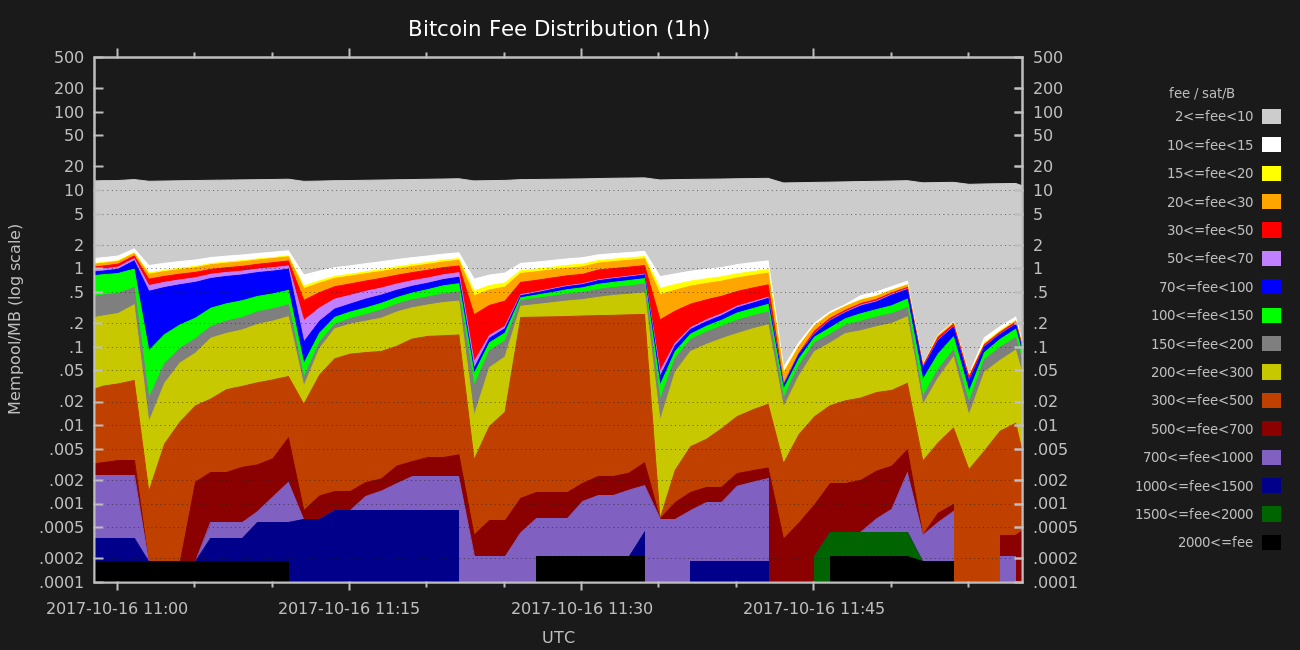 Bitcoin Fee Distribution (1h)
500
200
100
50
20
10
5
2
1
.5
.2
.1
.05
.02
.01
.005
.002
.001
.0005
.0002
.0001
Mempool/MB (log scale)
500
200
100
50
20
10
5
2
1
.5
.2
.1
.05
.02
.01
.005
.002
.001
.0005
.0002
.0001
fee / sat/B
2<=fee<10
10<=fee<15
15<=fee<20
20<=fee<30
30<=fee<50
50<=fee<70
70<=fee<100
100<=fee<150
150<=fee<200
200<=fee<300
300<=fee<500
500<=fee<700
700<=fee<1000
1000<=fee<1500
1500<=fee<2000
2000<=fee
2017-10-16 11:00
2017-10-16 11:15
2017-10-16 11:30
2017-10-16 11:45
UTC